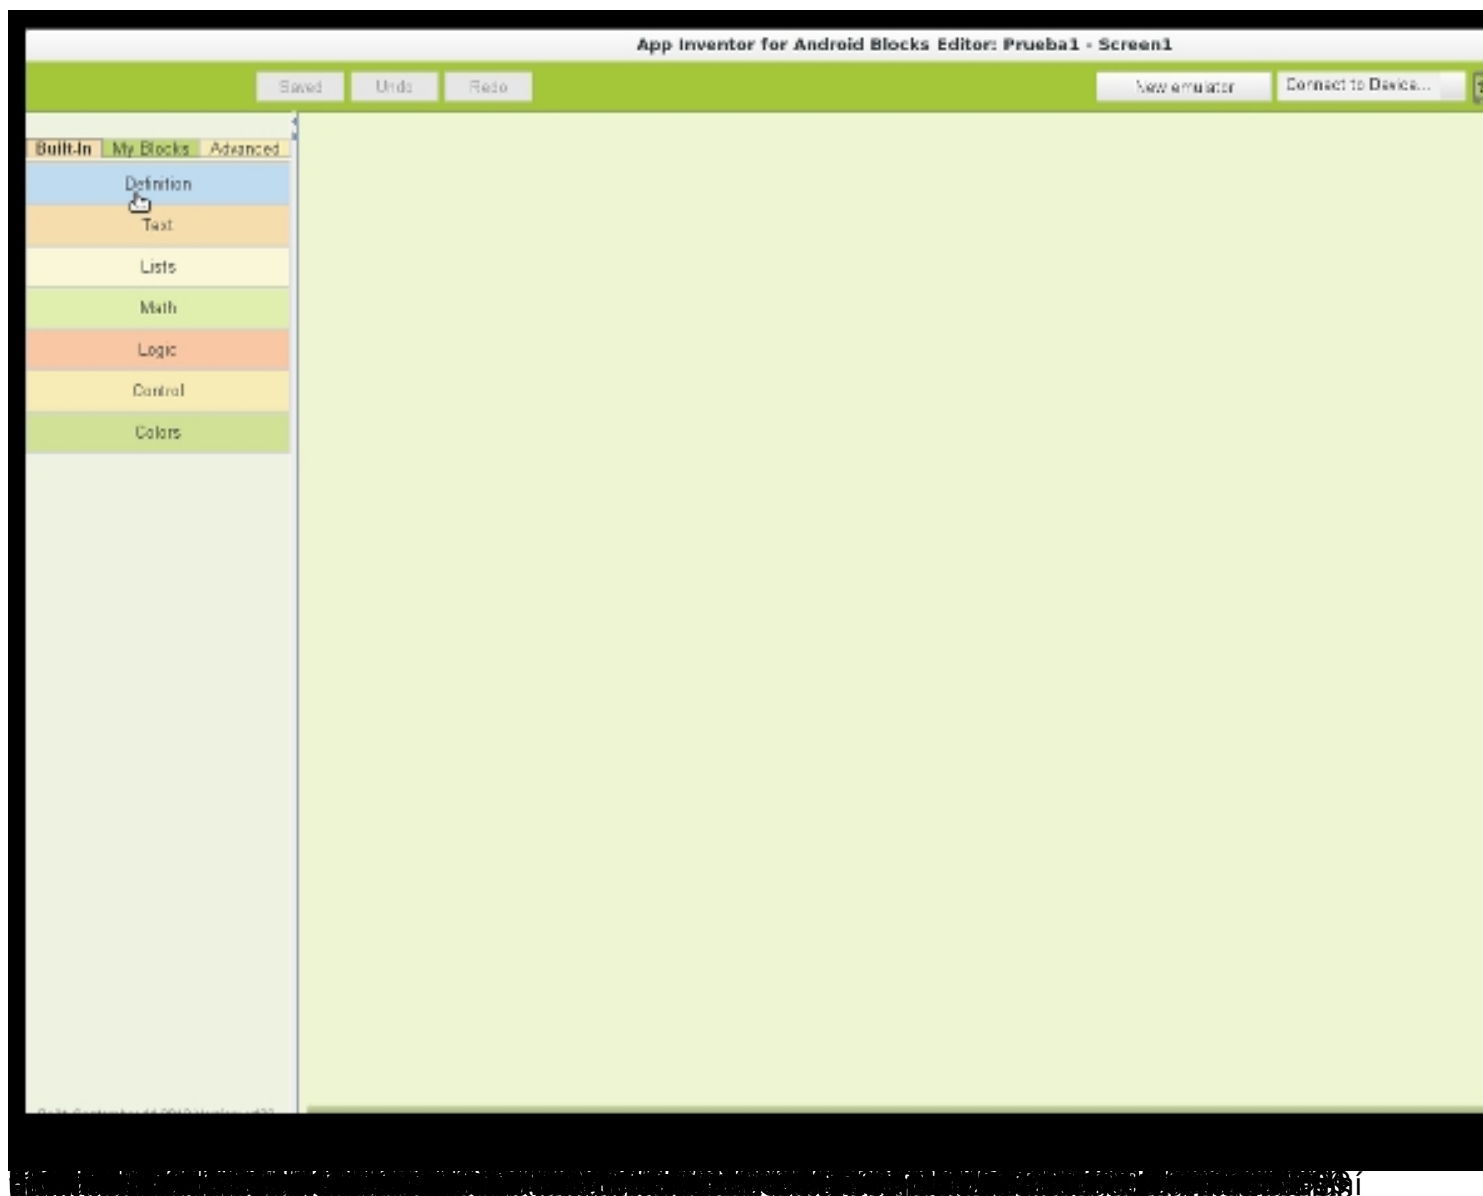 App Inventor for Android Blocks Editor: Prueba1 - Screen1
Saved Undo Redo New emulator Connect to Device...
Built-In My Blocks Advanced
Definition
Text
Lists
Math
Logic
Control
Colors